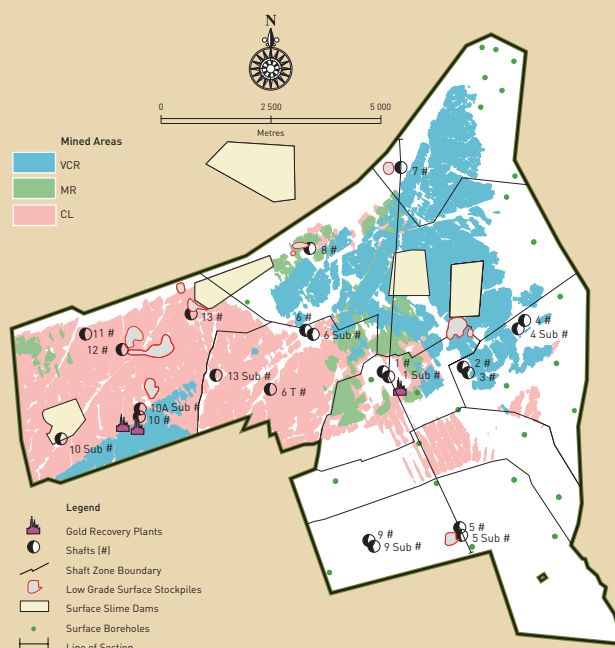 N
0 2 500 5 000
Metres
Mined Areas
VCR
MR
CL
7 #
8 #
13 #
11 #
12 #
6 #
6 Sub #
4 #
4 Sub #
1 #
1 Sub #
2 #
3 #
13 Sub #
6 T #
10A Sub #
10 #
10 Sub #
9 #
9 Sub #
5 #
5 Sub #
Legend
Gold Recovery Plants
Shafts (#)
Shaft Zone Boundary
Low Grade Surface Stockpiles
Surface Slime Dams
Surface Boreholes
Line of Section